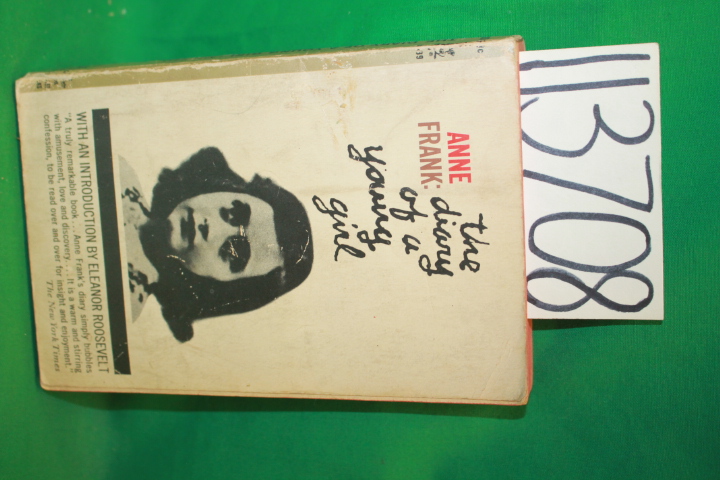 ANNE
FRANK:
the
diary
of a
young
girl
WITH AN INTRODUCTION BY ELEANOR ROOSEVELT
"A truly remarkable book . . . Anne Frank's diary simply bubbles
with amusement, love and discovery. . . . It is a warm and stirring
confession, to be read over and over for insight and enjoyment."
The New York Times
113708